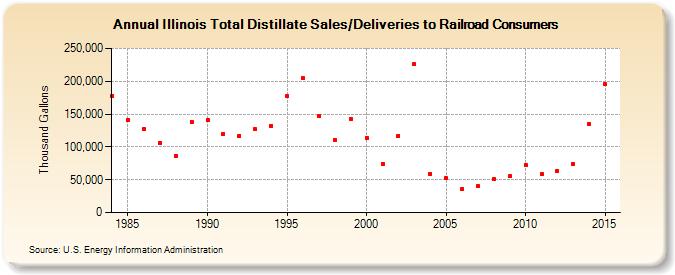 Annual Illinois Total Distillate Sales/Deliveries to Railroad Consumers
Thousand Gallons
250,000
200,000
150,000
100,000
50,000
0
1985 1990 1995 2000 2005 2010 2015
Source: U.S. Energy Information Administration